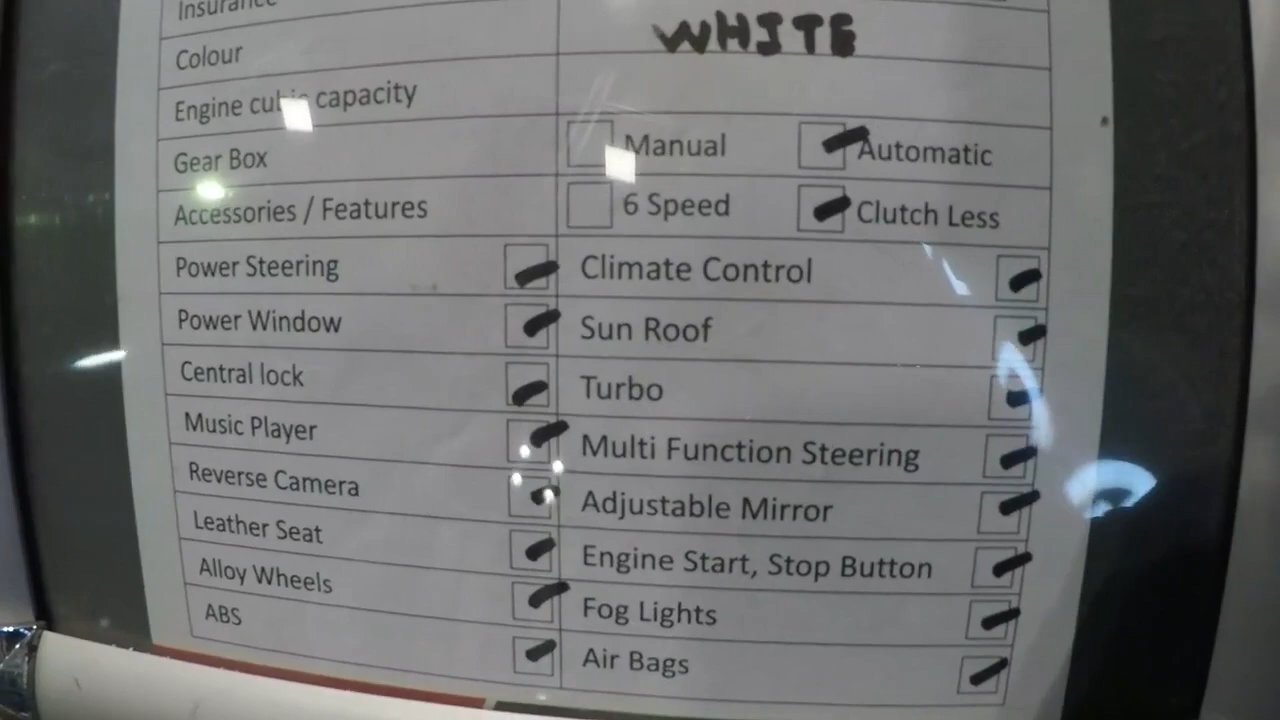 Insurance
Colour WHITE
Engine cubic capacity
Gear Box Manual Automatic
Accessories / Features 6 Speed Clutch Less
Power Steering Climate Control
Power Window Sun Roof
Central lock Turbo
Music Player Multi Function Steering
Reverse Camera Adjustable Mirror
Leather Seat Engine Start, Stop Button
Alloy Wheels Fog Lights
ABS Air Bags